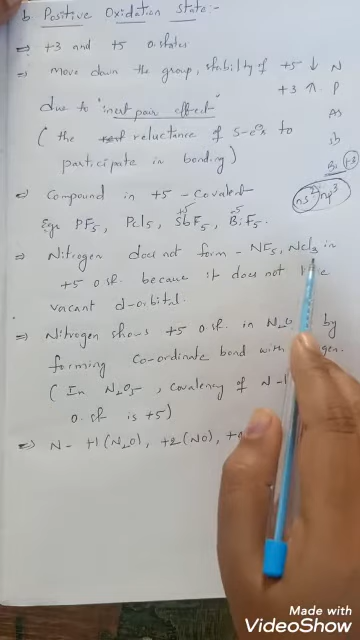 b Positive Oxidation State :-
⇒ +3 and +5 o.states
⇒ Move down the group, stability of +5 ↓ N
+3 ↑ P
due to "inert pair effect" As
(the reluctance of s-e⁻s to Sb
participate in bonding) Bi +3
ns² np³
⇒ Compound in +5 - Covalent
Eg: PF5, PCl5, SbF5, BiF5.
+5 +5
⇒ Nitrogen does not form - NF5, NCl5 in
+5 o.st because it does not
vacant d-orbital.
⇒ Nitrogen shows +5 o.st in by
forming co-ordinate bond with
(In N2O5, covalency of N-
o.st is +5)
⇒ N - +1 (N2O), +2 (NO),
Made with
VideoShow